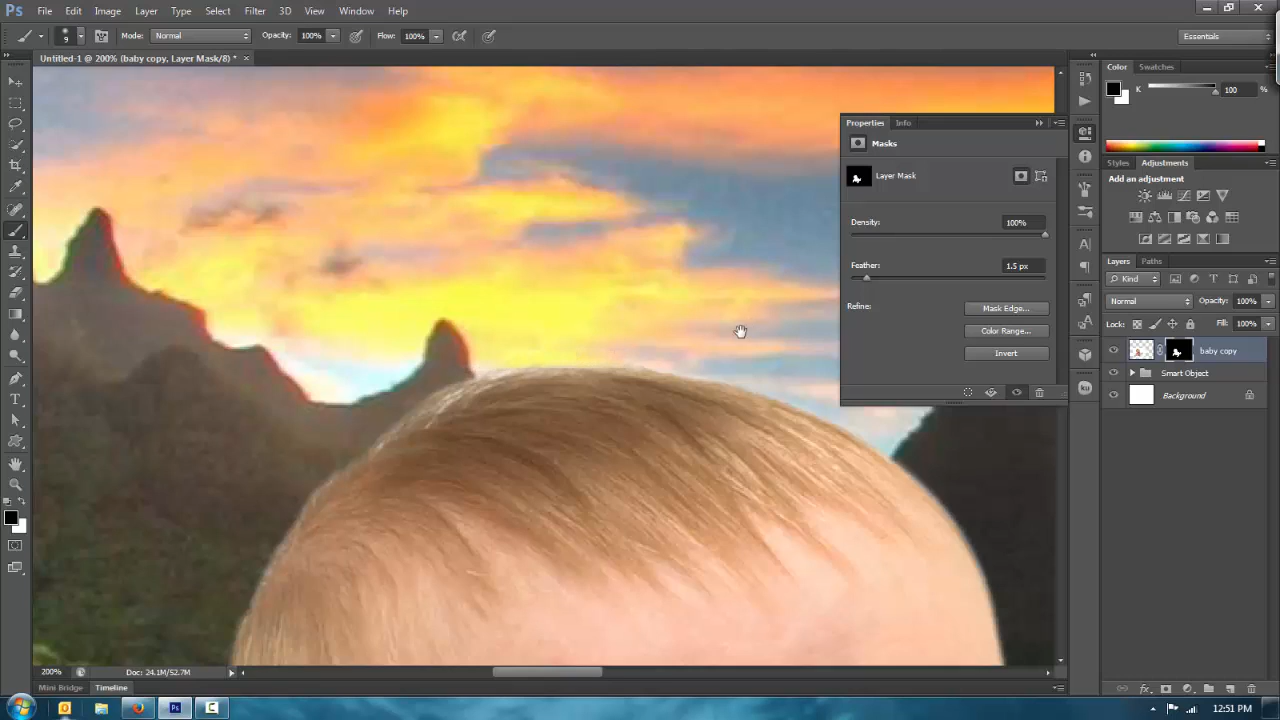 Ps File Edit Image Layer Type Select Filter 3D View Window Help
9 Mode: Normal Opacity: 100% Flow: 100% Essentials
Untitled-1 @ 200% (baby copy, Layer Mask/8) * ×
Color Swatches
K 100 %
Properties Info
Masks
Layer Mask
Density: 100%
Feather: 1.5 px
Refine: Mask Edge...
Color Range...
Invert
Styles Adjustments
Add an adjustment
Layers Paths
Kind
Normal Opacity: 100%
Lock: Fill: 100%
baby copy
Smart Object
Background
fx
ku
200% Doc: 24.1M/52.7M
Mini Bridge Timeline
Ps 12:51 PM